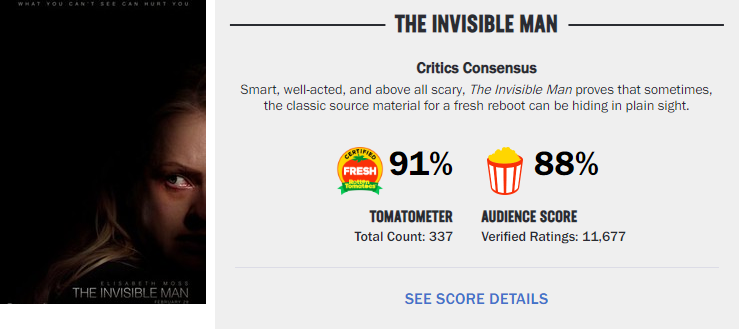 WHAT YOU CAN'T SEE CAN HURT YOU
ELISABETH MOSS
THE INVISIBLE MAN
FEBRUARY 28
THE INVISIBLE MAN
Critics Consensus
Smart, well-acted, and above all scary, The Invisible Man proves that sometimes,
the classic source material for a fresh reboot can be hiding in plain sight.
CERTIFIED
FRESH
Rotten
Tomatoes
91%
88%
TOMATOMETER
AUDIENCE SCORE
Total Count: 337
Verified Ratings: 11,677
SEE SCORE DETAILS